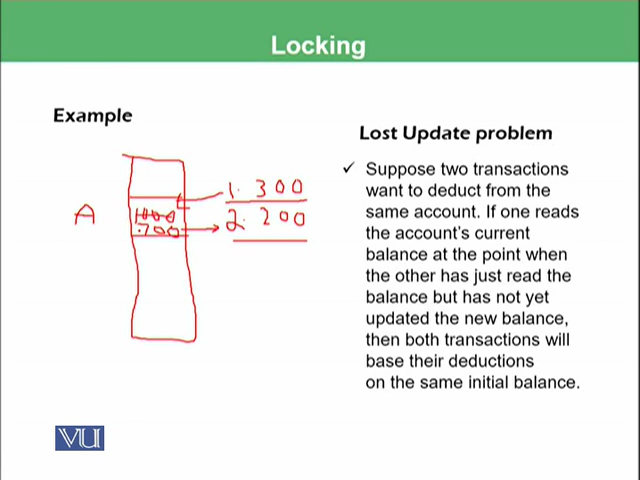 Locking
Example
Lost Update problem
✓ Suppose two transactions
want to deduct from the
same account. If one reads
the account's current
balance at the point when
the other has just read the
balance but has not yet
updated the new balance,
then both transactions will
base their deductions
on the same initial balance.
1. 300
A
1000
2. 200
.700
VU